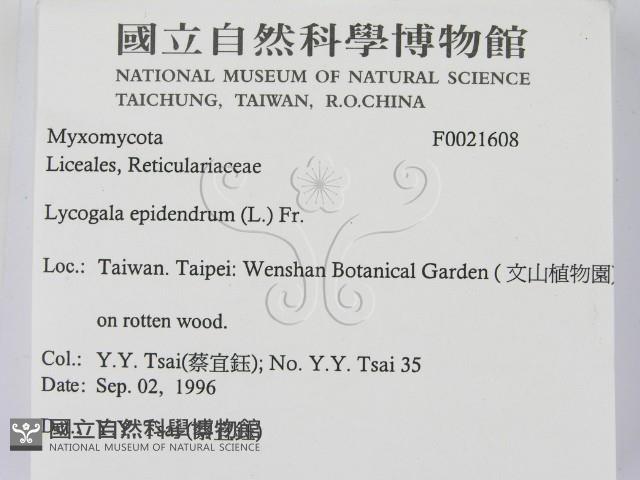 國立自然科學博物館
NATIONAL MUSEUM OF NATURAL SCIENCE
TAICHUNG, TAIWAN, R.O.CHINA
Myxomycota F0021608
Liceales, Reticulariaceae
Lycogala epidendrum (L.) Fr.
Loc.: Taiwan. Taipei: Wenshan Botanical Garden ( 文山植物園)
on rotten wood.
Col.: Y.Y. Tsai(蔡宜鈺); No. Y.Y. Tsai 35
Date: Sep. 02, 1996
國立自然科學博物館
NATIONAL MUSEUM OF NATURAL SCIENCE